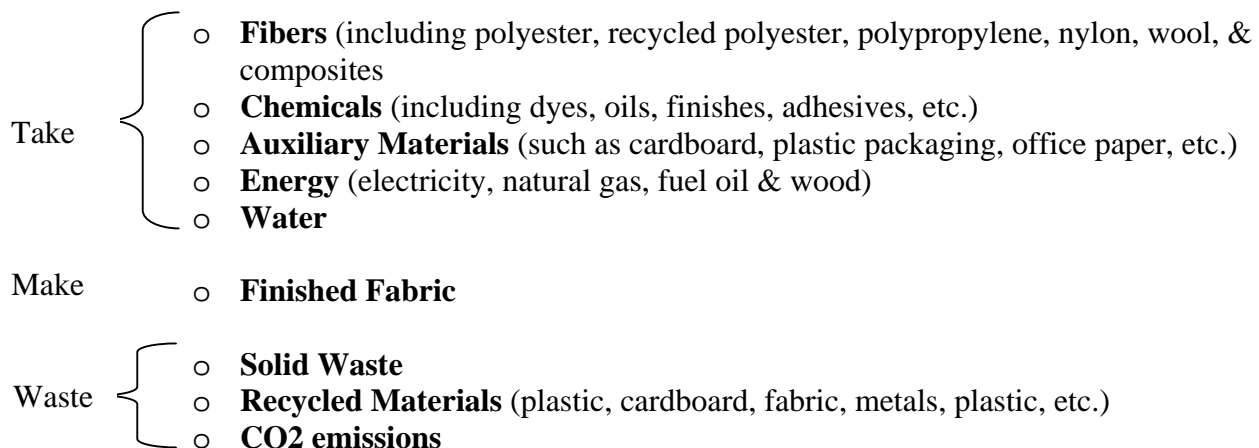 o Fibers (including polyester, recycled polyester, polypropylene, nylon, wool, &
composites
Take
o Chemicals (including dyes, oils, finishes, adhesives, etc.)
o Auxiliary Materials (such as cardboard, plastic packaging, office paper, etc.)
o Energy (electricity, natural gas, fuel oil & wood)
o Water
Make
o Finished Fabric
Waste
o Solid Waste
o Recycled Materials (plastic, cardboard, fabric, metals, plastic, etc.)
o CO2 emissions